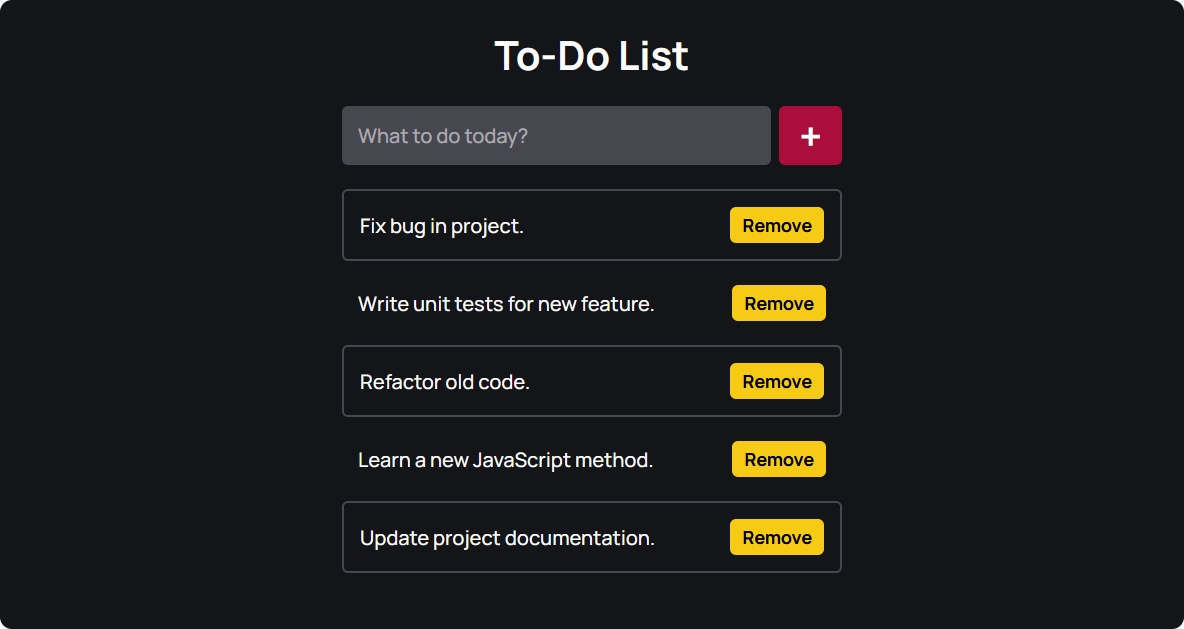 To-Do List
What to do today?
+
Fix bug in project.
Remove
Write unit tests for new feature.
Remove
Refactor old code.
Remove
Learn a new JavaScript method.
Remove
Update project documentation.
Remove